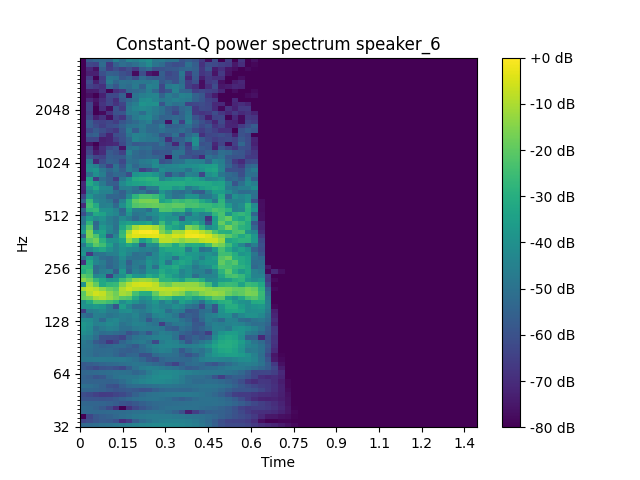 Constant-Q power spectrum speaker_6
Hz
2048
1024
512
256
128
64
32
0 0.15 0.3 0.45 0.6 0.75 0.9 1.1 1.2 1.4
Time
+0 dB
-10 dB
-20 dB
-30 dB
-40 dB
-50 dB
-60 dB
-70 dB
-80 dB